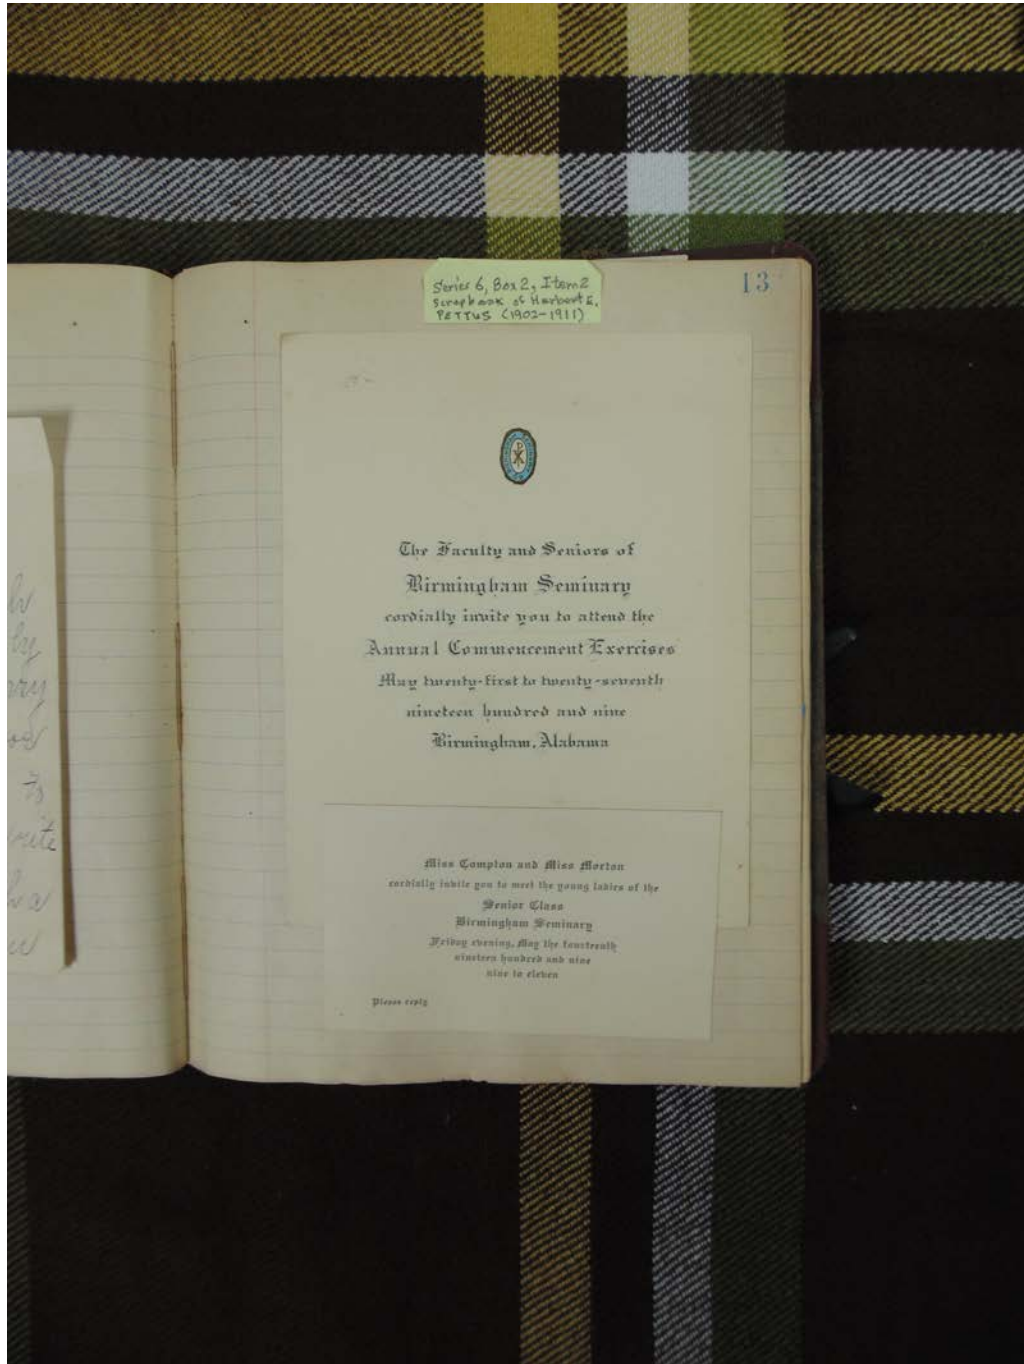 Series 6, Box 2, Item 2
Scrapbook of Herbert E.
PETTUS (1902-1911)
13
The Faculty and Seniors of
Birmingham Seminary
cordially invite you to attend the
Annual Commencement Exercises
May twenty-first to twenty-seventh
nineteen hundred and nine
Birmingham, Alabama
Miss Compton and Miss Morton
cordially invite you to meet the young ladies of the
Senior Class
Birmingham Seminary
Friday evening, May the fourteenth
nineteen hundred and nine
nine to eleven
Please reply
by
to